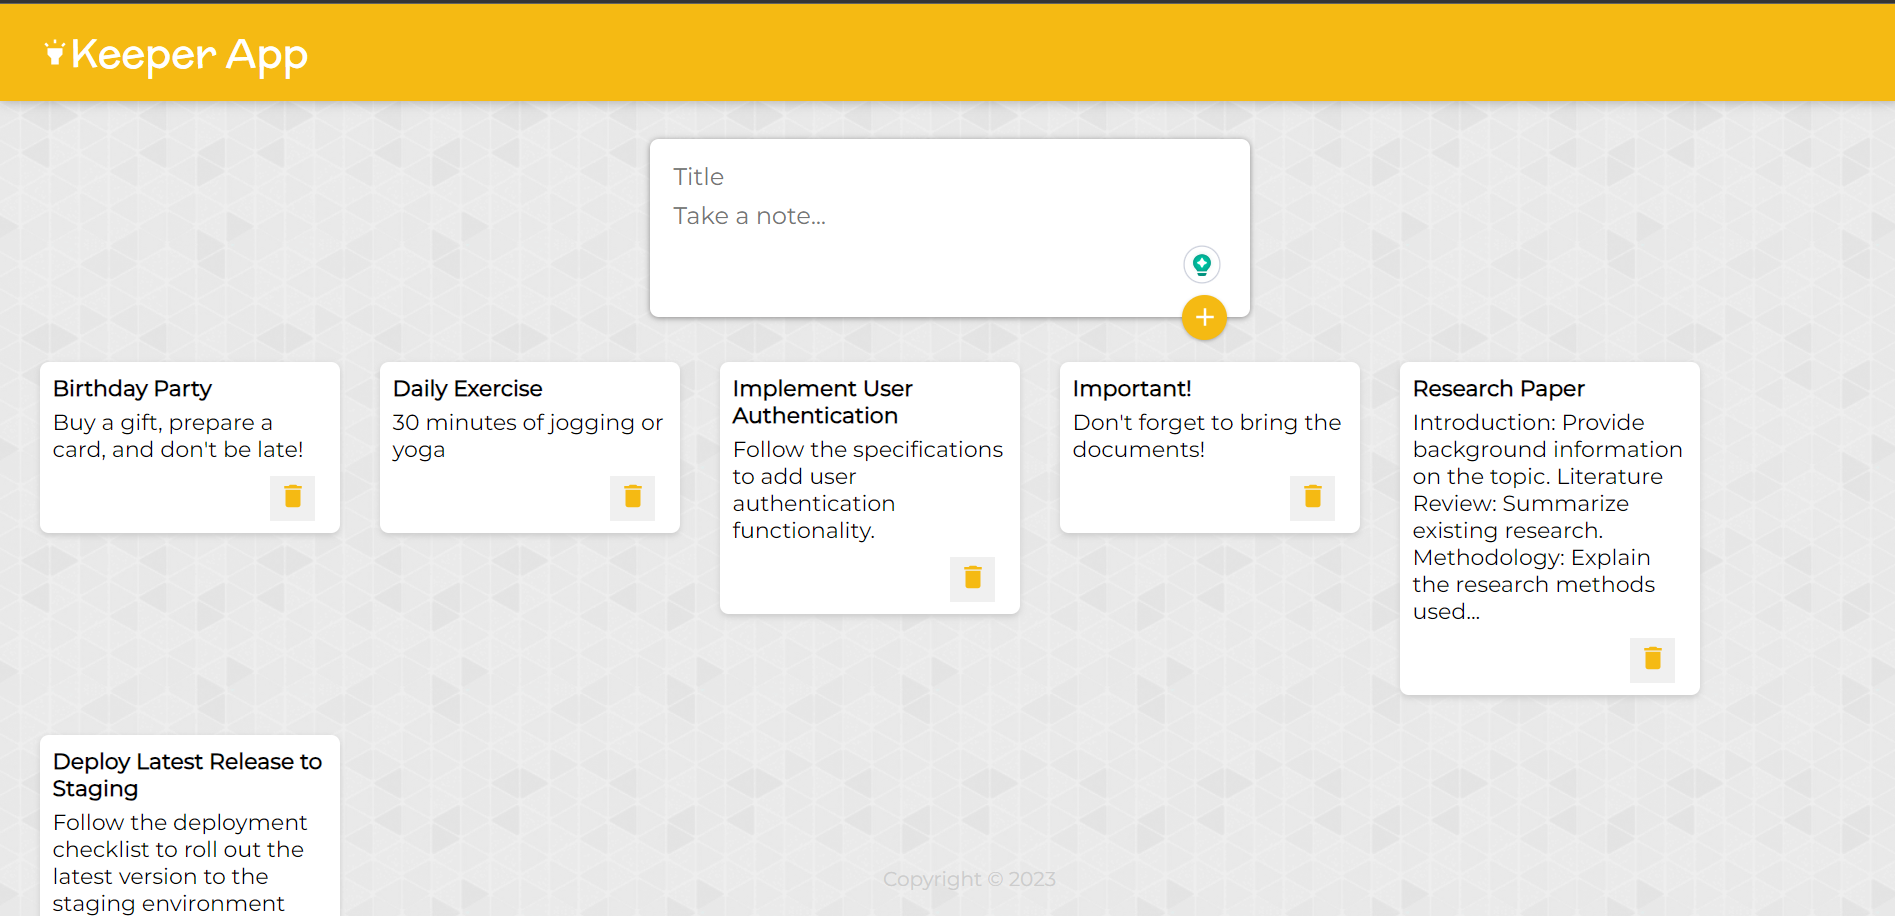 Keeper App
Title
Take a note...
Birthday Party
Buy a gift, prepare a
card, and don't be late!
Daily Exercise
30 minutes of jogging or
yoga
Implement User
Authentication
Follow the specifications
to add user
authentication
functionality.
Important!
Don't forget to bring the
documents!
Research Paper
Introduction: Provide
background information
on the topic. Literature
Review: Summarize
existing research.
Methodology: Explain
the research methods
used...
Deploy Latest Release to
Staging
Follow the deployment
checklist to roll out the
latest version to the
staging environment
Copyright © 2023